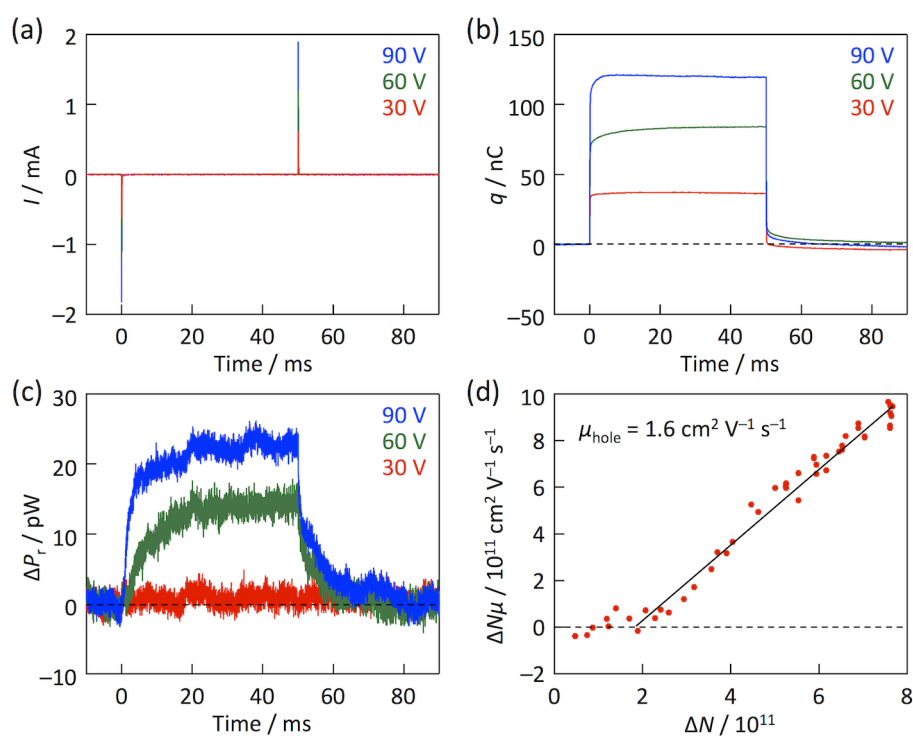 (a)
2
1
0
–1
–2
I / mA
90 V
60 V
30 V
0 20 40 60 80
Time / ms
(b)
150
100
50
0
–50
q / nC
90 V
60 V
30 V
0 20 40 60 80
Time / ms
(c)
30
20
10
0
–10
ΔPr / pW
90 V
60 V
30 V
0 20 40 60 80
Time / ms
(d)
10
8
6
4
2
0
–2
ΔNμ / 10¹¹ cm² V⁻¹ s⁻¹
μhole = 1.6 cm² V⁻¹ s⁻¹
0 2 4 6 8
ΔN / 10¹¹